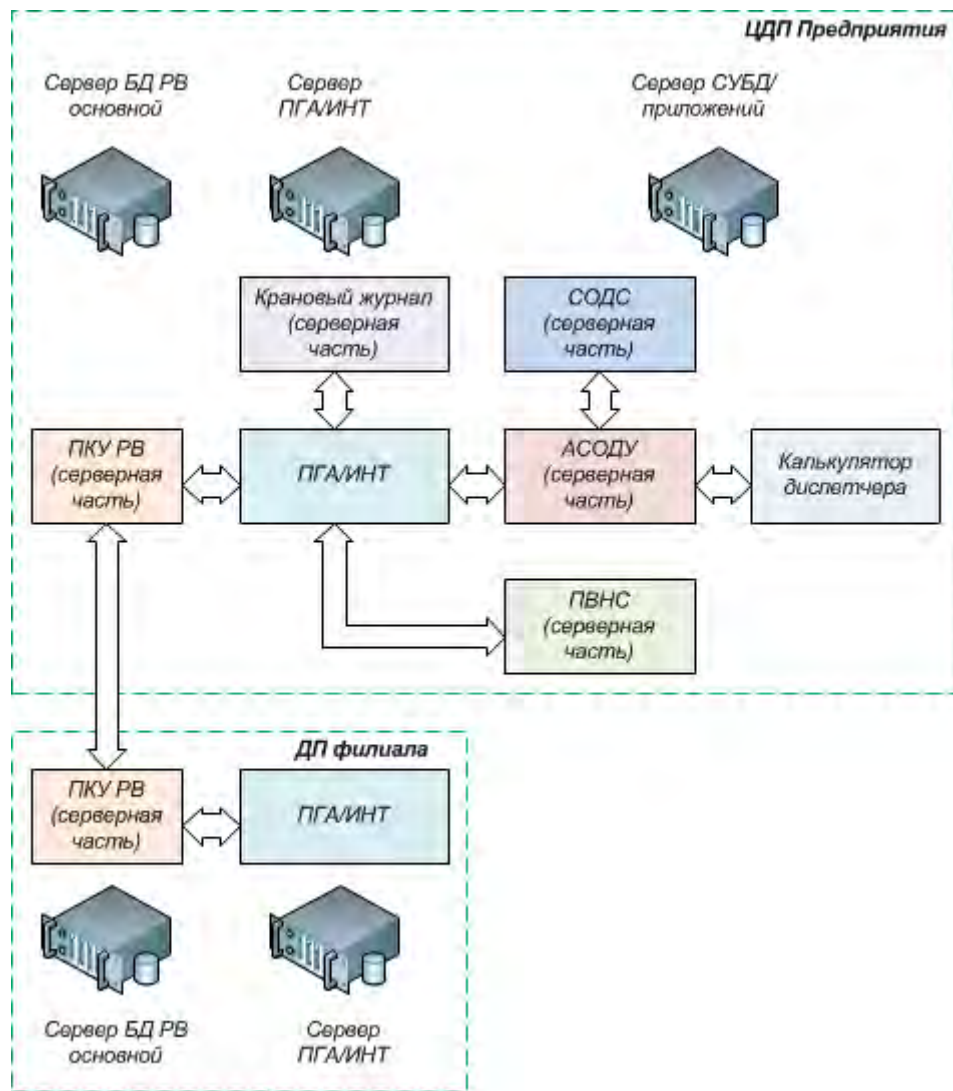 ЦДП Предприятия
Сервер БД РВ
основной
Сервер
ПГА/ИНТ
Сервер СУБД/
приложений
Крановый журнал
(серверная
часть)
СОДС
(серверная
часть)
ПКУ РВ
(серверная
часть)
ПГА/ИНТ
АСОДУ
(серверная
часть)
Калькулятор
диспетчера
ПВНС
(серверная
часть)
ДП филиала
ПКУ РВ
(серверная
часть)
ПГА/ИНТ
Сервер БД РВ
основной
Сервер
ПГА/ИНТ